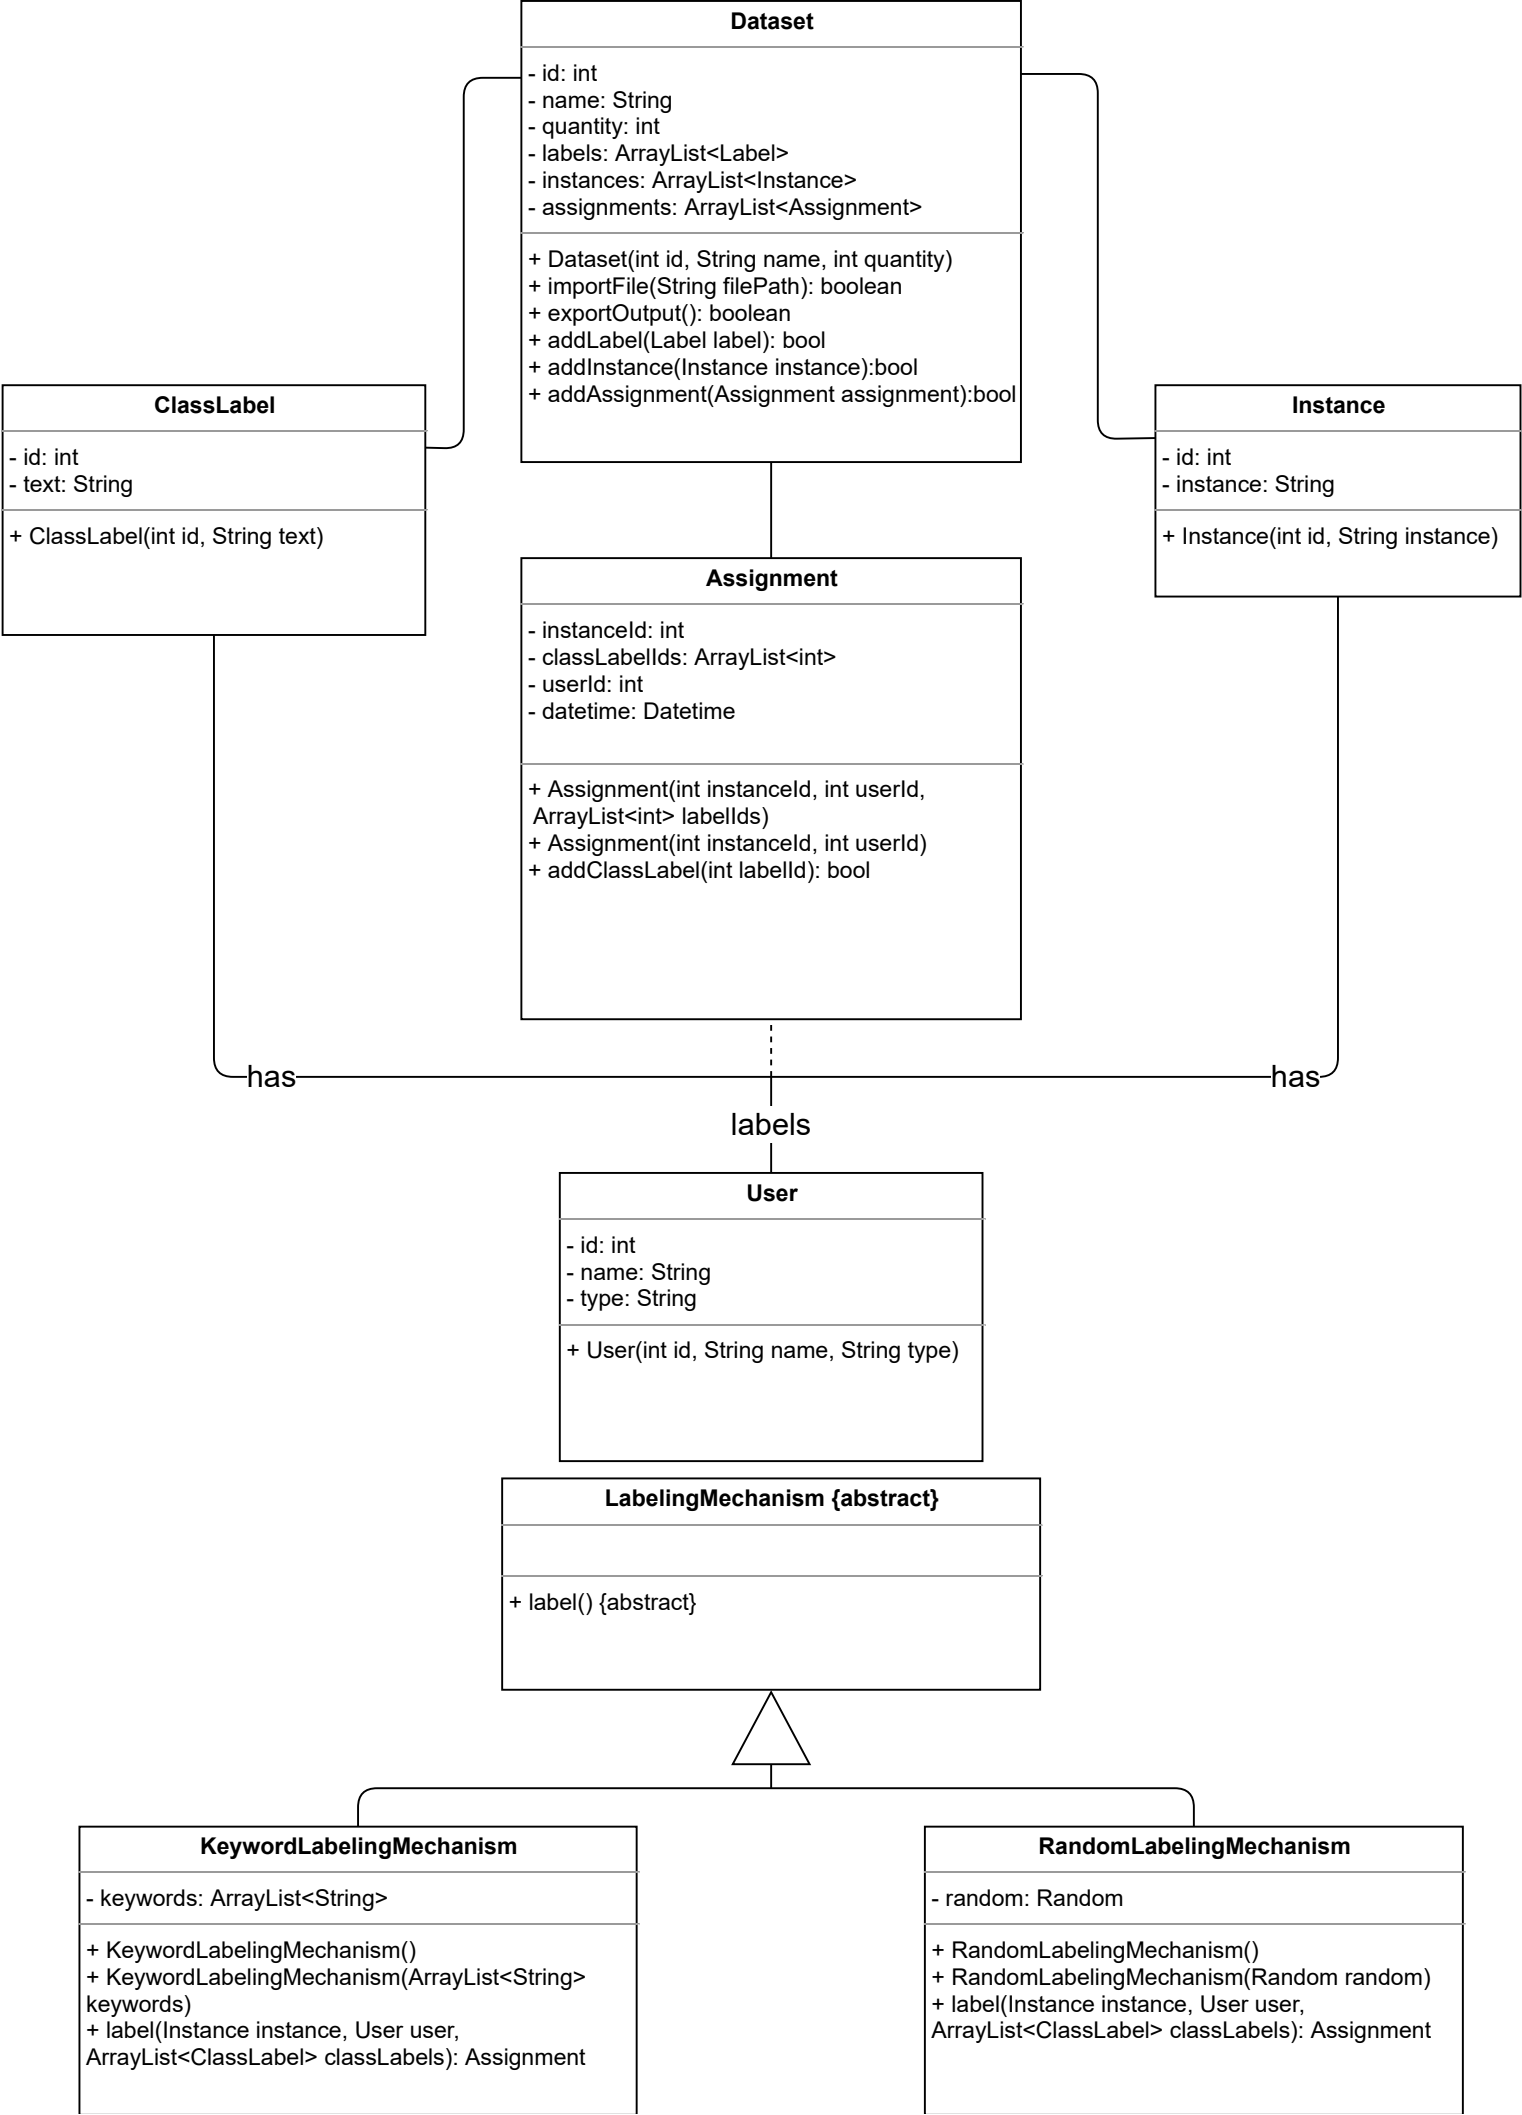 Dataset
- id: int
- name: String
- quantity: int
- labels: ArrayList<Label>
- instances: ArrayList<Instance>
- assignments: ArrayList<Assignment>
+ Dataset(int id, String name, int quantity)
+ importFile(String filePath): boolean
+ exportOutput(): boolean
+ addLabel(Label label): bool
+ addInstance(Instance instance):bool
+ addAssignment(Assignment assignment):bool
ClassLabel
- id: int
- text: String
+ ClassLabel(int id, String text)
Instance
- id: int
- instance: String
+ Instance(int id, String instance)
Assignment
- instanceId: int
- classLabelIds: ArrayList<int>
- userId: int
- datetime: Datetime
+ Assignment(int instanceId, int userId,
ArrayList<int> labelIds)
+ Assignment(int instanceId, int userId)
+ addClassLabel(int labelId): bool
has
has
labels
User
- id: int
- name: String
- type: String
+ User(int id, String name, String type)
LabelingMechanism {abstract}
+ label() {abstract}
KeywordLabelingMechanism
- keywords: ArrayList<String>
+ KeywordLabelingMechanism()
+ KeywordLabelingMechanism(ArrayList<String>
keywords)
+ label(Instance instance, User user,
ArrayList<ClassLabel> classLabels): Assignment
RandomLabelingMechanism
- random: Random
+ RandomLabelingMechanism()
+ RandomLabelingMechanism(Random random)
+ label(Instance instance, User user,
ArrayList<ClassLabel> classLabels): Assignment